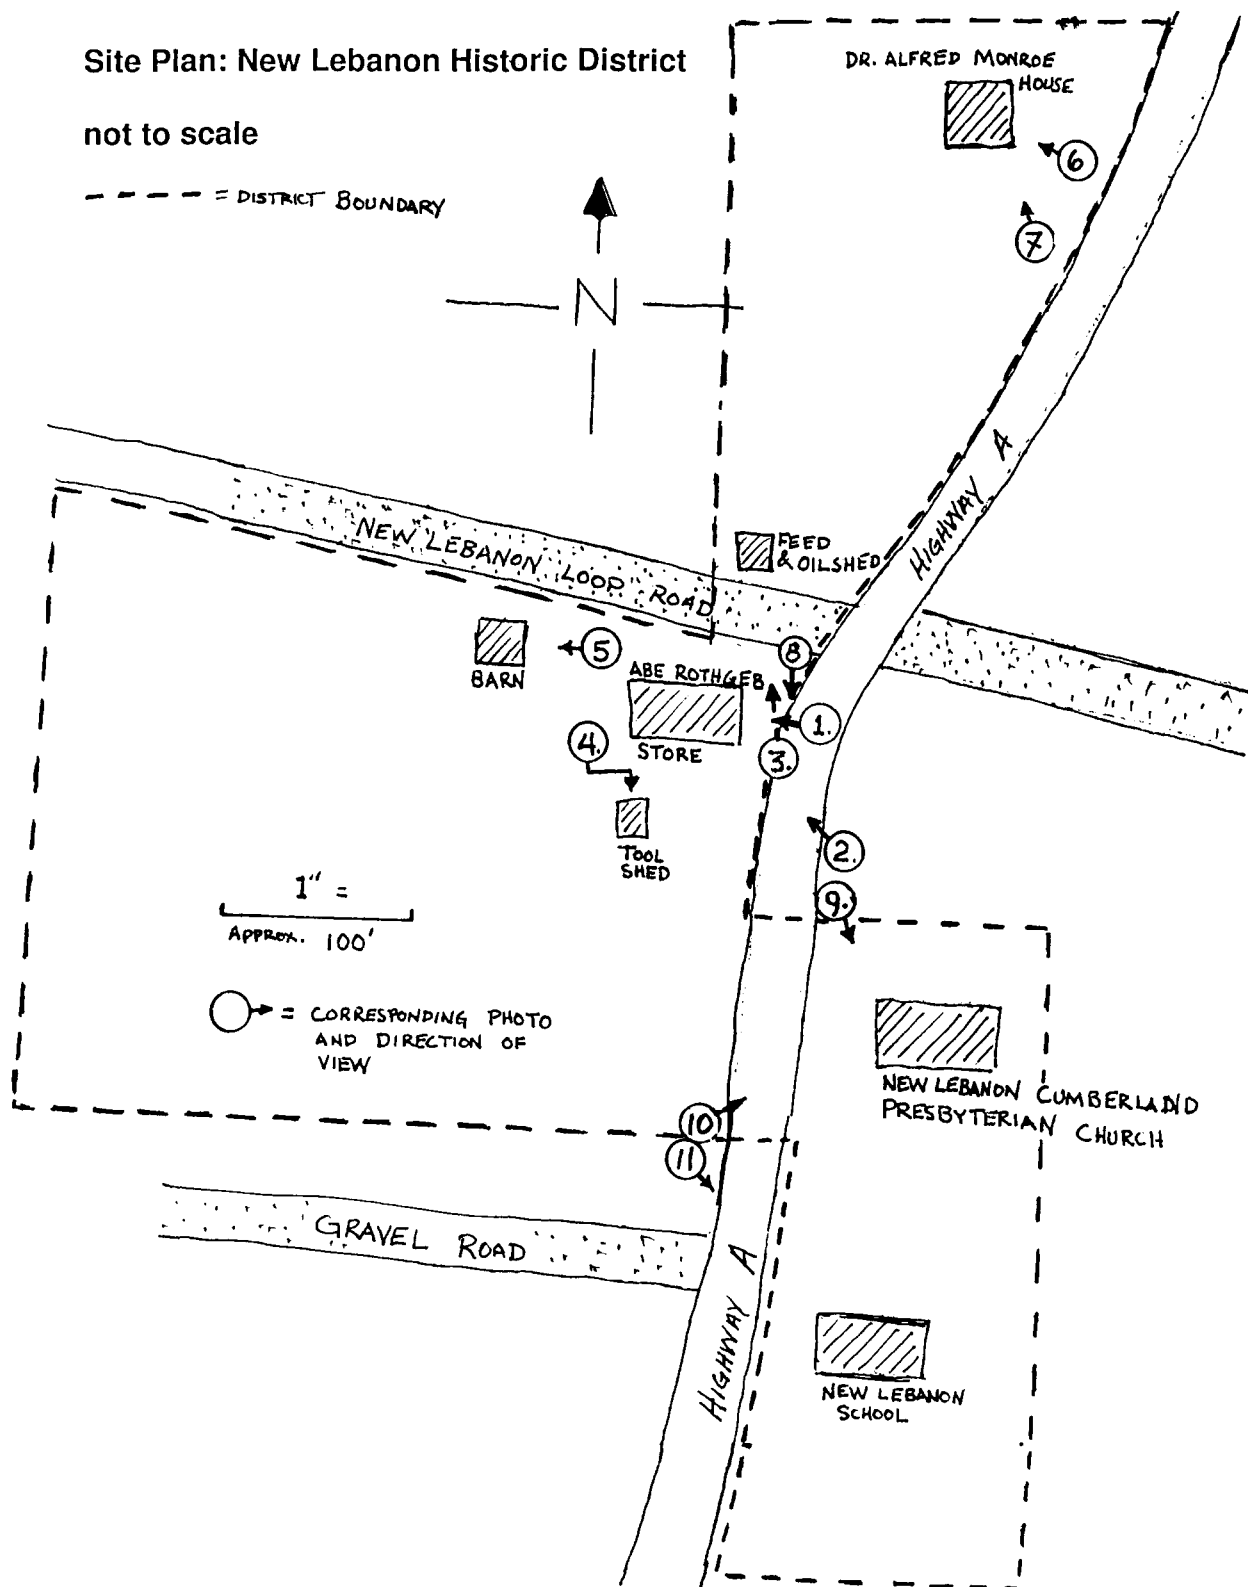 Site Plan: New Lebanon Historic District
not to scale
= DISTRICT BOUNDARY
DR. ALFRED MONROE
HOUSE
6
7
N
HIGHWAY A
NEW LEBANON LOOP ROAD
FEED
& OILSHED
8
5
BARN
ABE ROTHGEB
STORE
1.
3.
4.
TOOL
SHED
2.
9.
1" =
APPROX. 100'
= CORRESPONDING PHOTO
AND DIRECTION OF
VIEW
NEW LEBANON CUMBERLAND
PRESBYTERIAN CHURCH
10
11
GRAVEL ROAD
HIGHWAY A
NEW LEBANON
SCHOOL